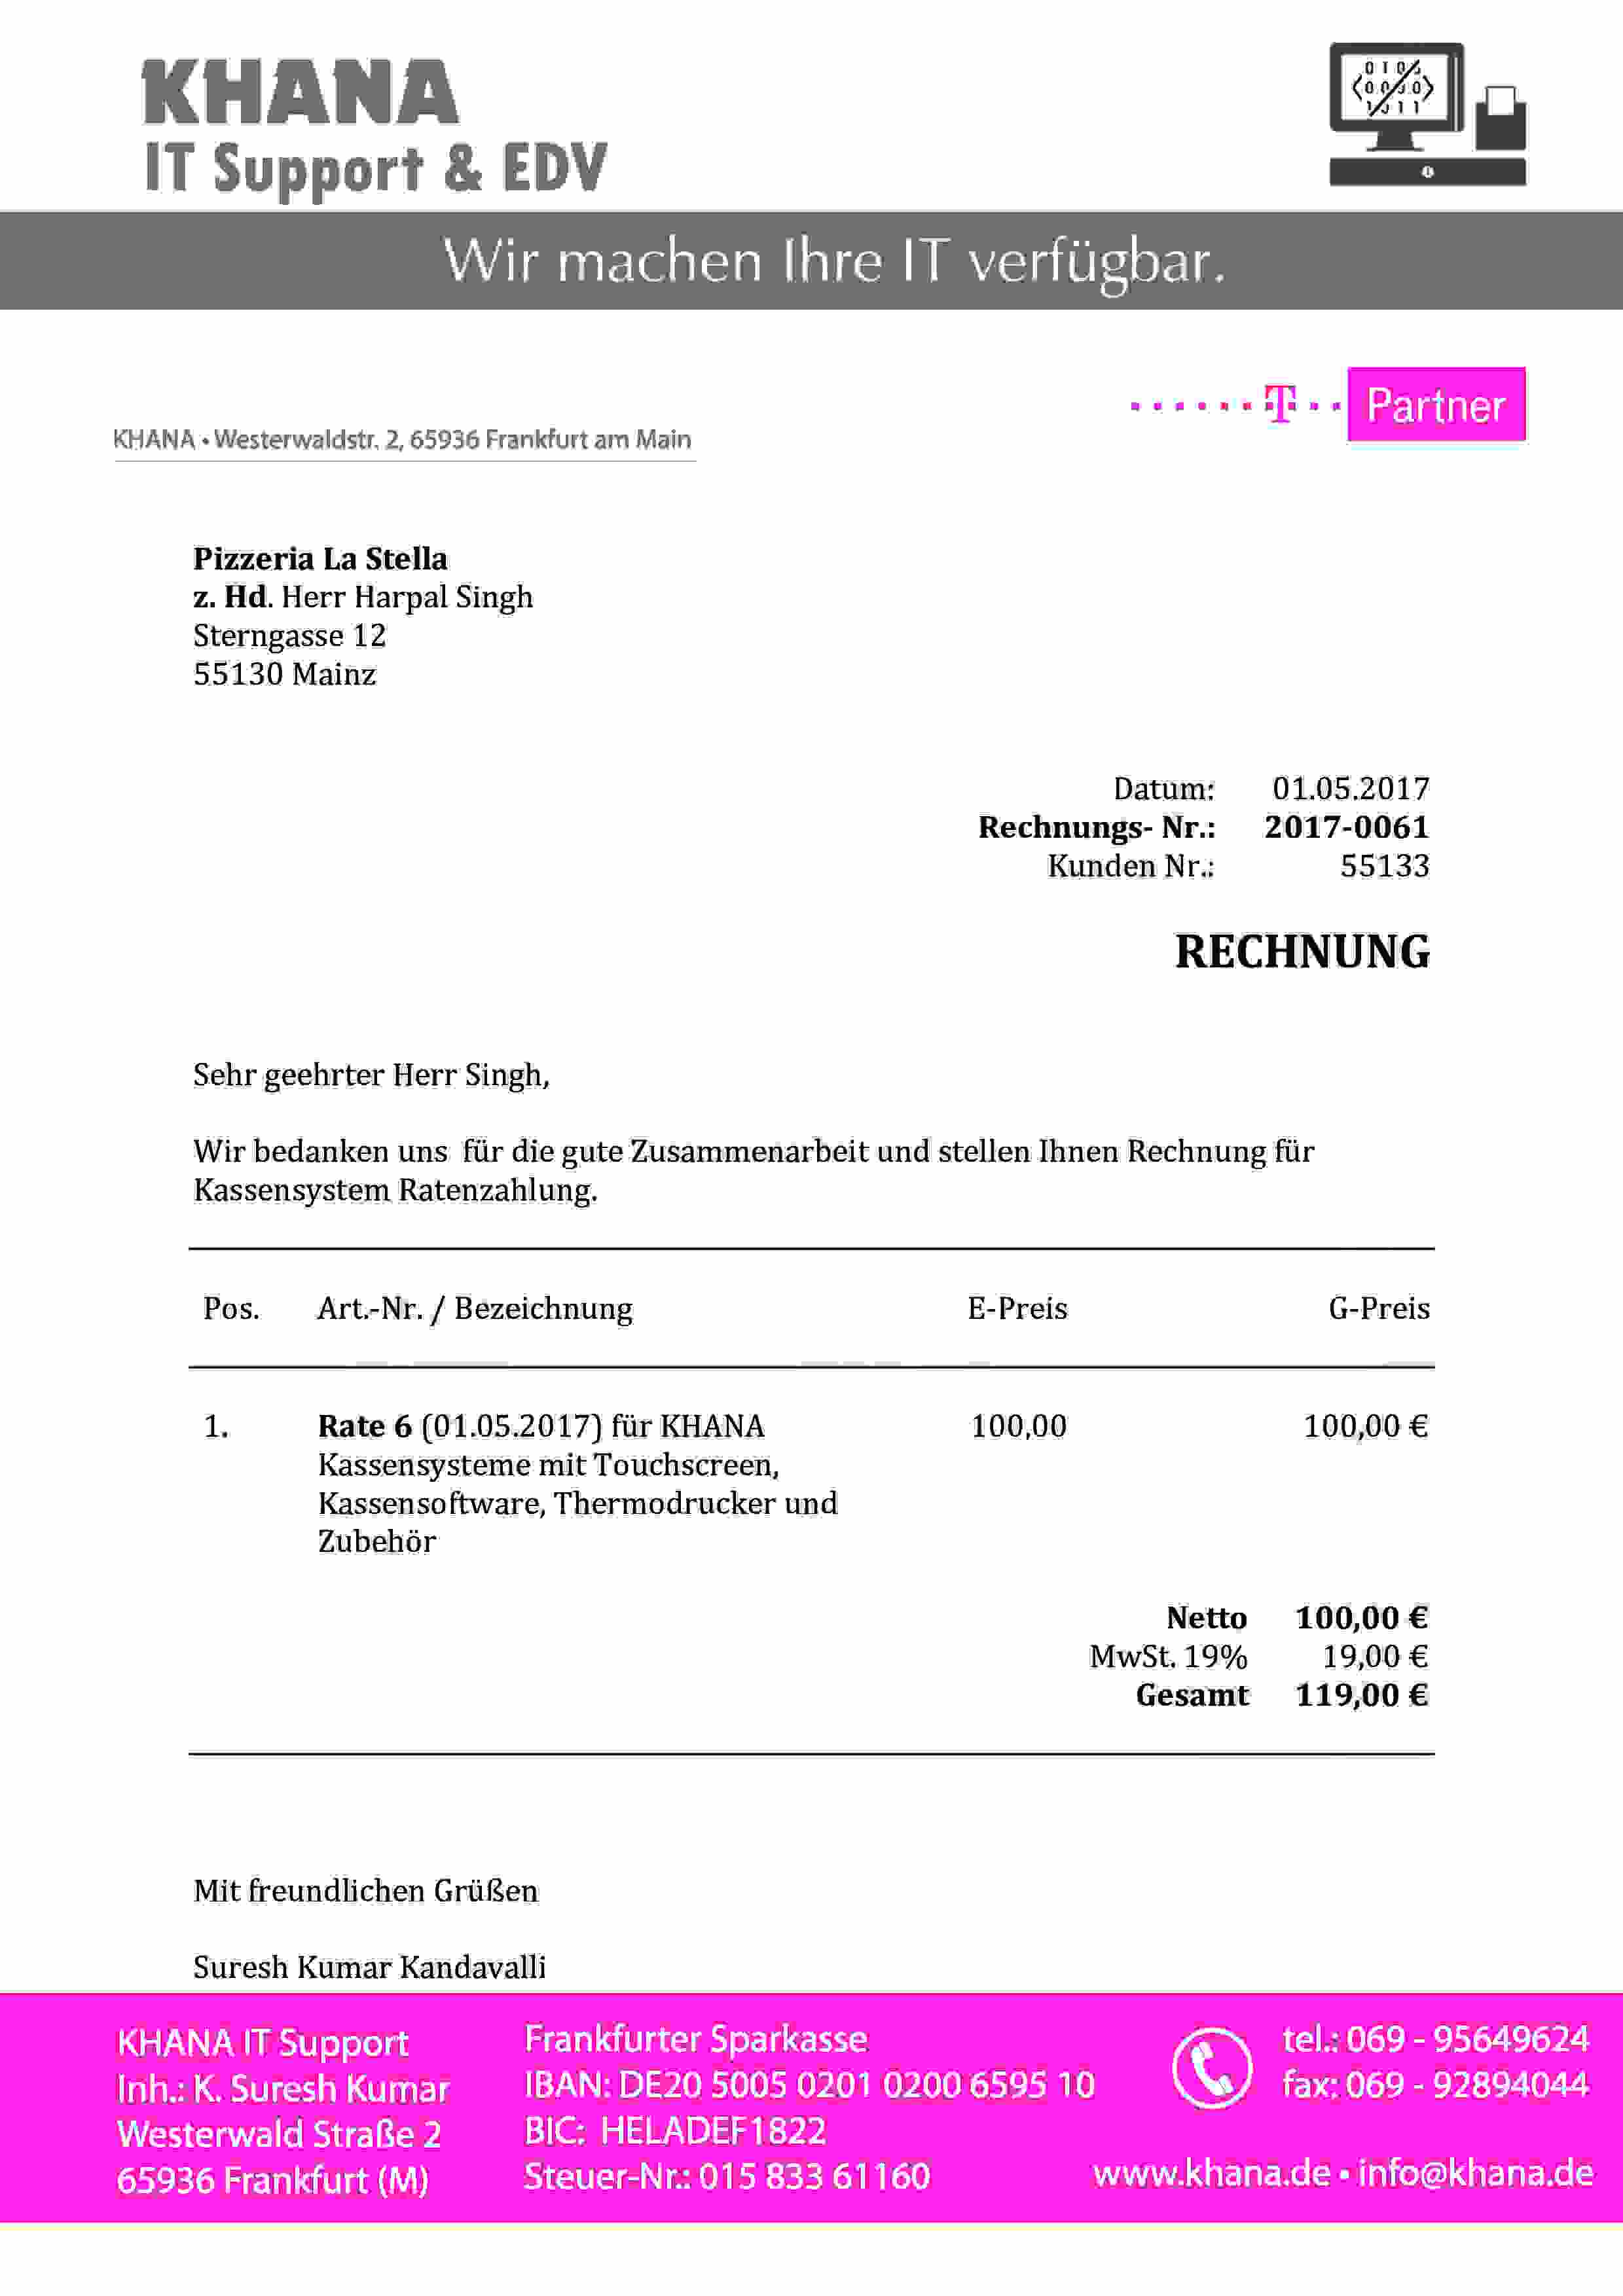 KHANA
IT Support & EDV
Wir machen Ihre IT verfügbar.
T Partner
KHANA • Westerwaldstr. 2, 65936 Frankfurt am Main
Pizzeria La Stella
z. Hd. Herr Harpal Singh
Sterngasse 12
55130 Mainz
Datum: 01.05.2017
Rechnungs- Nr.: 2017-0061
Kunden Nr.: 55133
RECHNUNG
Sehr geehrter Herr Singh,
Wir bedanken uns für die gute Zusammenarbeit und stellen Ihnen Rechnung für
Kassensystem Ratenzahlung.
Pos. Art.-Nr. / Bezeichnung E-Preis G-Preis
1. Rate 6 (01.05.2017) für KHANA 100,00 100,00 €
Kassensysteme mit Touchscreen,
Kassensoftware, Thermodrucker und
Zubehör
Netto 100,00 €
MwSt. 19% 19,00 €
Gesamt 119,00 €
Mit freundlichen Grüßen
Suresh Kumar Kandavalli
KHANA IT Support
Inh.: K. Suresh Kumar
Westerwald Straße 2
65936 Frankfurt (M)
Frankfurter Sparkasse
IBAN: DE20 5005 0201 0200 6595 10
BIC: HELADEF1822
Steuer-Nr.: 015 833 61160
tel.: 069 - 95649624
fax: 069 - 92894044
www.khana.de • info@khana.de